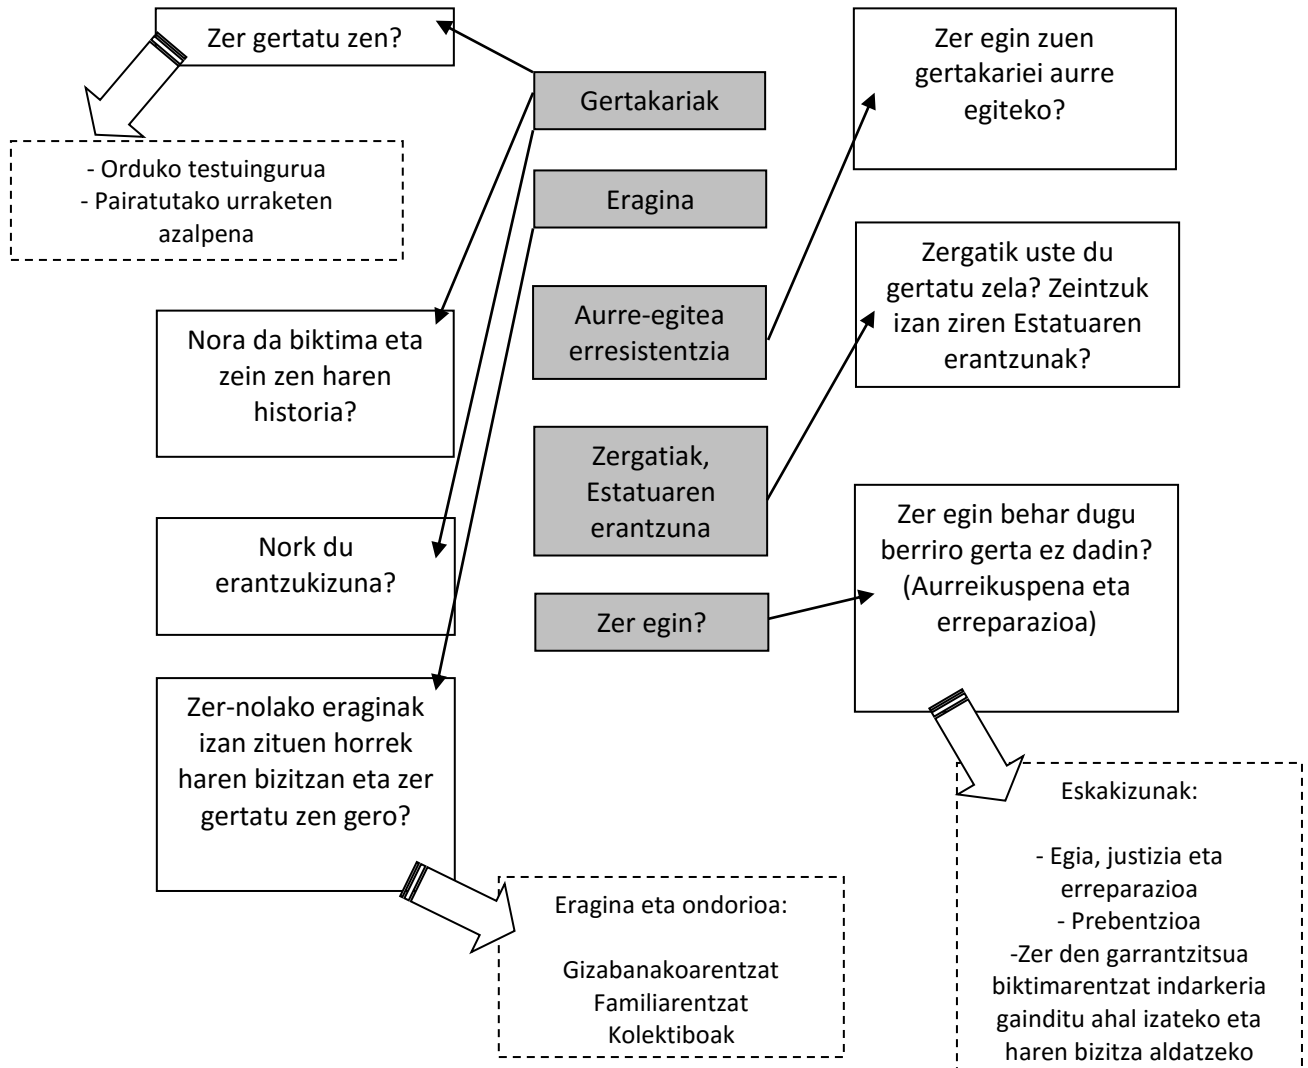 Zer gertatu zen?
- Orduko testuingurua
- Pairatutako urraketen
azalpena
Nora da biktima eta
zein zen haren
historia?
Nork du
erantzukizuna?
Zer-nolako eraginak
izan zituen horrek
haren bizitzan eta zer
gertatu zen gero?
Eragina eta ondorioa:
Gizabanakoarentzat
Familiarentzat
Kolektiboak
Gertakariak
Eragina
Aurre-egitea
erresistentzia
Zergatiak,
Estatuaren
erantzuna
Zer egin?
Zer egin zuen
gertakariei aurre
egiteko?
Zergatik uste du
gertatu zela? Zeintzuk
izan ziren Estatuaren
erantzunak?
Zer egin behar dugu
berriro gerta ez dadin?
(Aurreikuspena eta
erreparazioa)
Eskakizunak:
- Egia, justizia eta
erreparazioa
- Prebentzioa
-Zer den garrantzitsua
biktimarentzat indarkeria
gainditu ahal izateko eta
haren bizitza aldatzeko